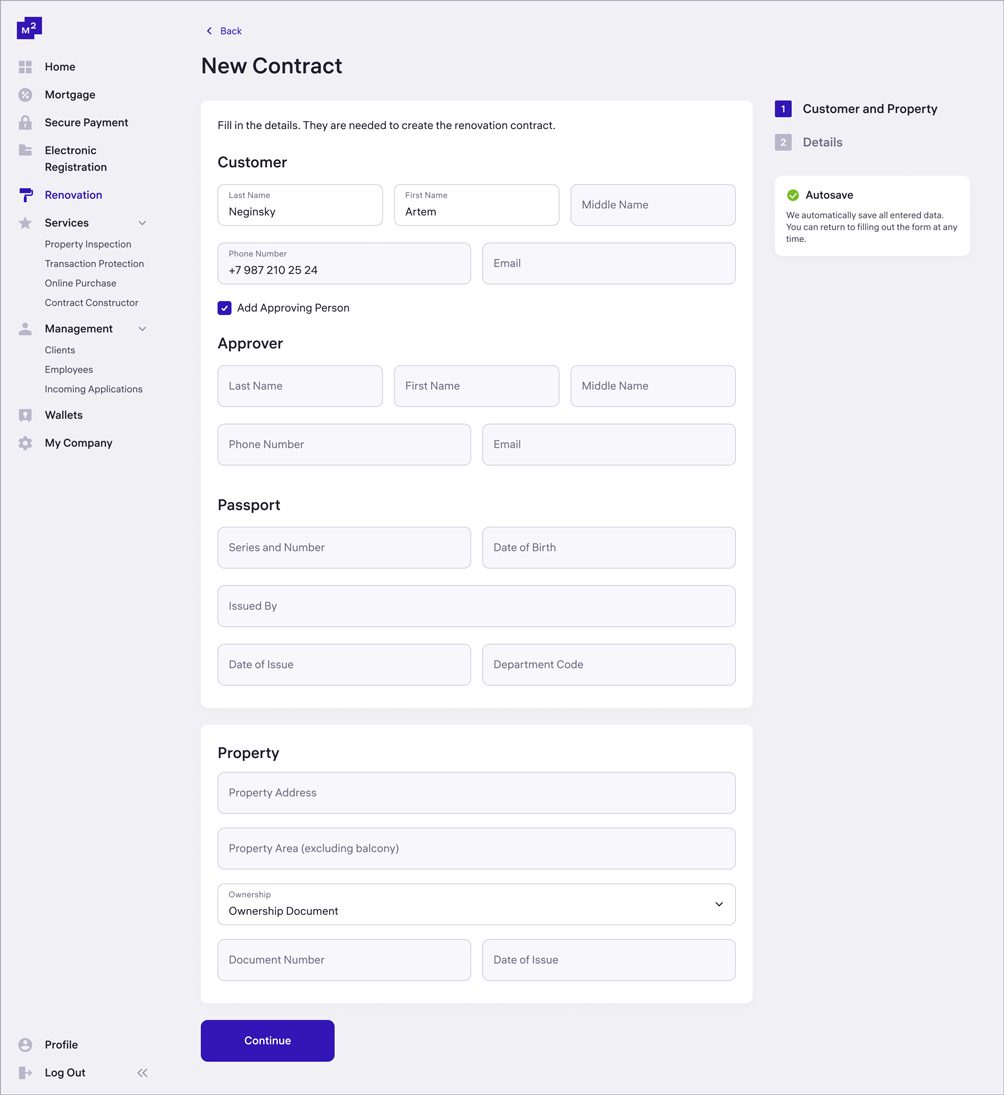 M²
Home
Mortgage
Secure Payment
Electronic
Registration
Renovation
Services
Property Inspection
Transaction Protection
Online Purchase
Contract Constructor
Management
Clients
Employees
Incoming Applications
Wallets
My Company
Profile
Log Out
Back
New Contract
Fill in the details. They are needed to create the renovation contract.
Customer
Last Name
Neginsky
First Name
Artem
Middle Name
Phone Number
+7 987 210 25 24
Email
Add Approving Person
Approver
Last Name
First Name
Middle Name
Phone Number
Email
Passport
Series and Number
Date of Birth
Issued By
Date of Issue
Department Code
Property
Property Address
Property Area (excluding balcony)
Ownership
Ownership Document
Document Number
Date of Issue
Continue
1 Customer and Property
2 Details
Autosave
We automatically save all entered data.
You can return to filling out the form at any
time.